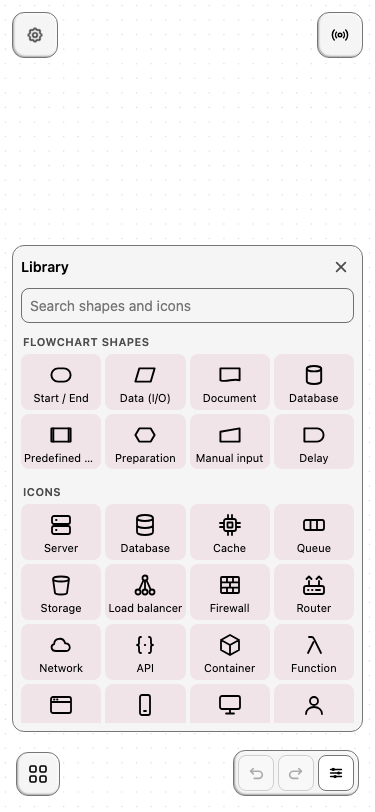 Library
Search shapes and icons
FLOWCHART SHAPES
Start / End
Data (I/O)
Document
Database
Predefined ...
Preparation
Manual input
Delay
ICONS
Server
Database
Cache
Queue
Storage
Load balancer
Firewall
Router
Network
API
Container
Function